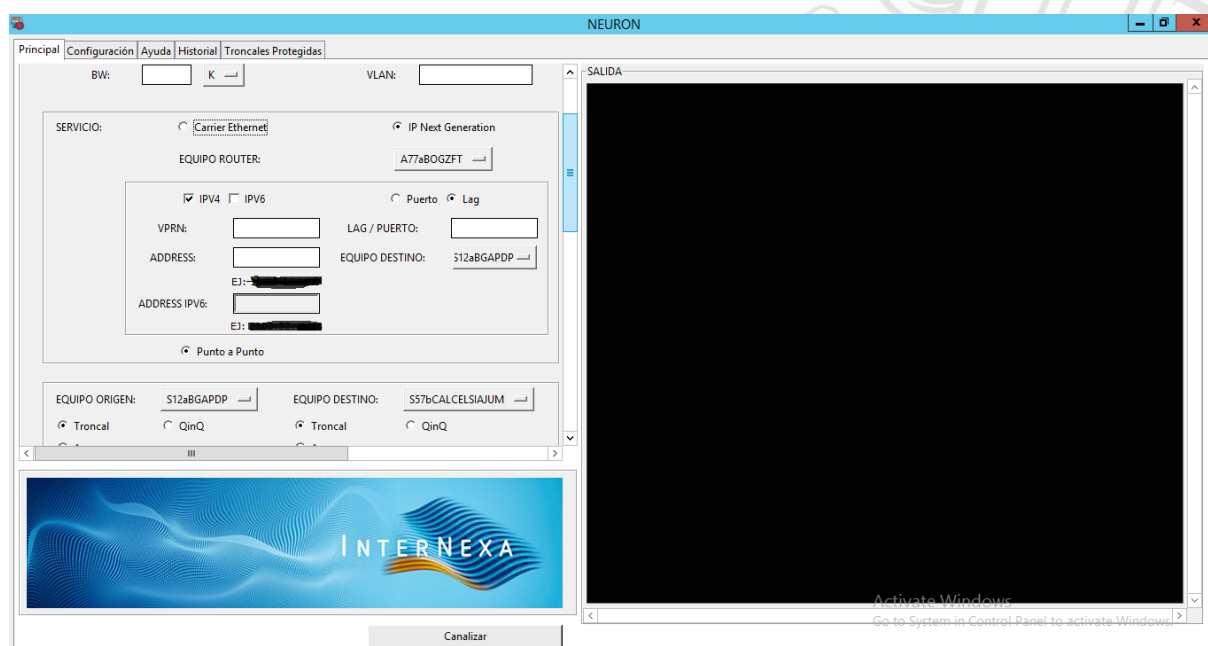 NEURON
Principal Configuración Ayuda Historial Troncales Protegidas
BW: K VLAN:
SALIDA
SERVICIO: Carrier Ethernet IP Next Generation
EQUIPO ROUTER: A77aBOGZFT
IPV4 IPV6 Puerto Lag
VPRN: LAG / PUERTO:
ADDRESS: EQUIPO DESTINO: S12aBGAPDP
EJ:
ADDRESS IPV6:
EJ:
Punto a Punto
EQUIPO ORIGEN: S12aBGAPDP EQUIPO DESTINO: S57bCALCELSIAJUM
Troncal QinQ Troncal QinQ
INTERNEXA
Activate Windows
Go to System in Control Panel to activate Windows.
Canalizar